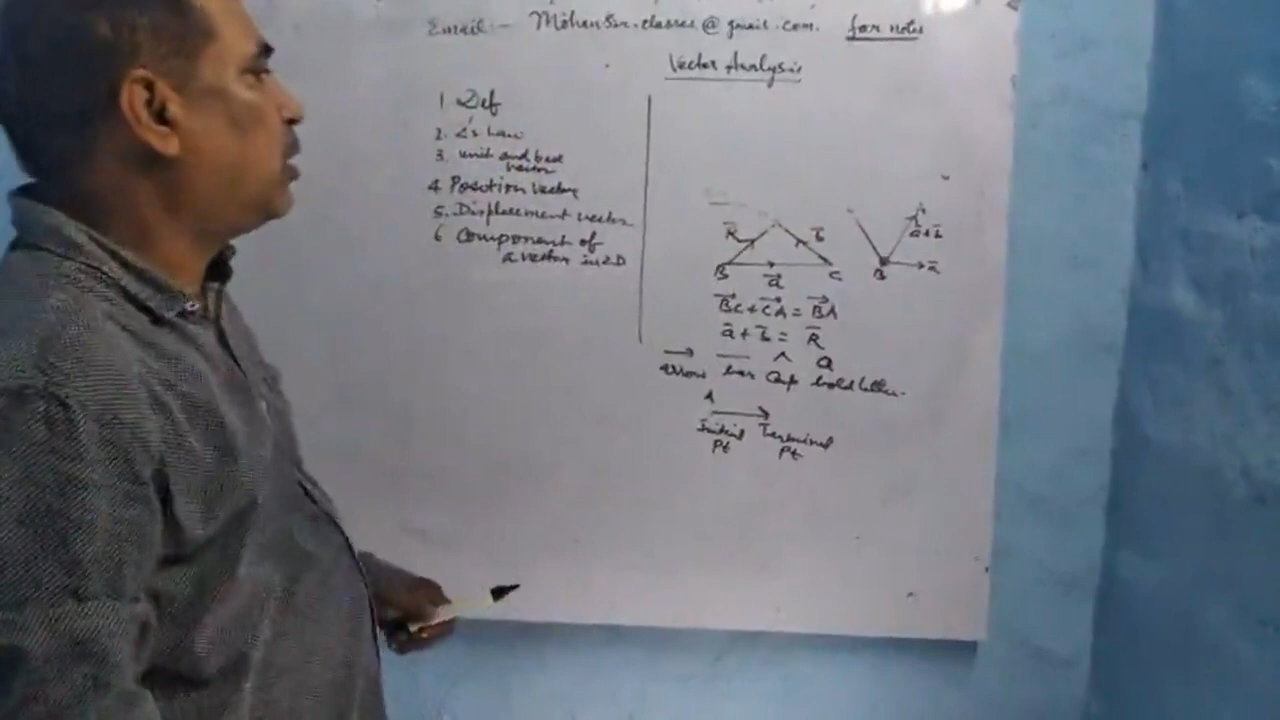 Email:- MohanSir.classes@gmail.com. for notes
Vector Analysis
1 Def
2. Δ's Law
3. unit and base
vector
4 Position vector
5. Displacement vector
6 Component of
a vector in 2D
R b
B a C
a+b
B a
BC + CA = BA
a + b = R
→ — ^ a
arrow bar Cap bold letter.
A
Initial Terminal
Pt Pt